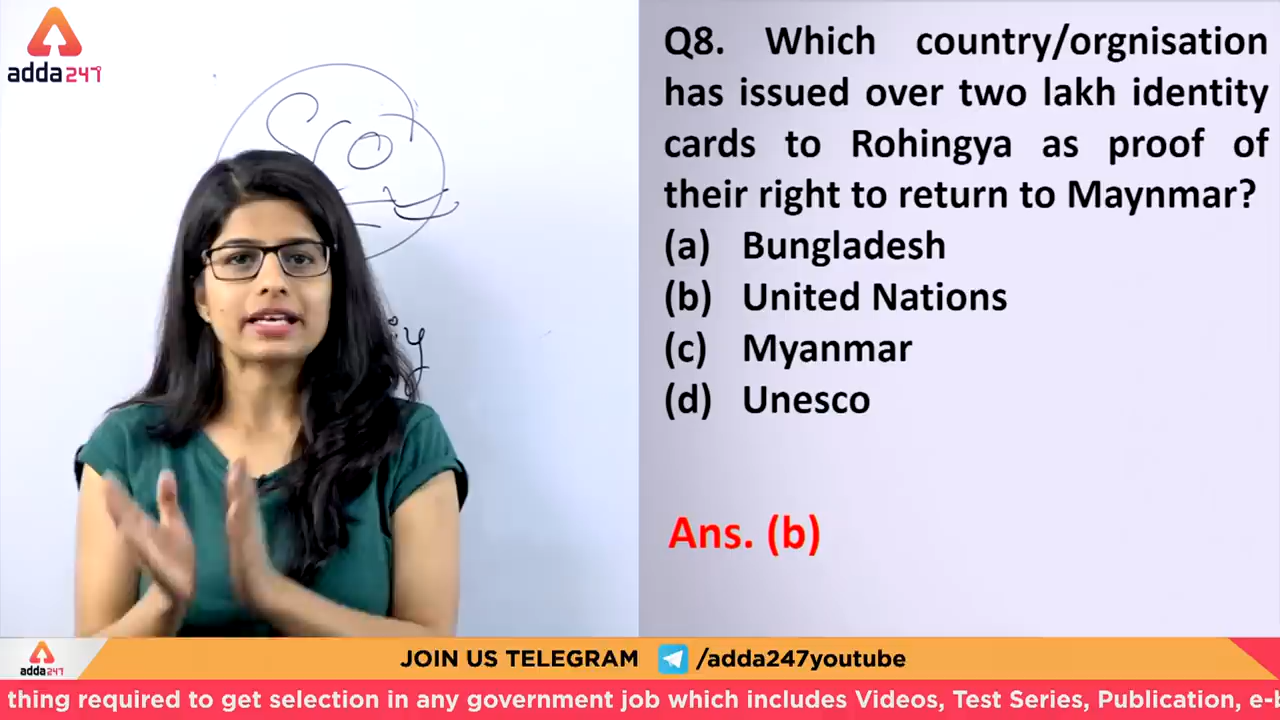 adda247
Sco
iy
Q8. Which country/orgnisation
has issued over two lakh identity
cards to Rohingya as proof of
their right to return to Maynmar?
(a) Bungladesh
(b) United Nations
(c) Myanmar
(d) Unesco
Ans. (b)
adda247
JOIN US TELEGRAM /adda247youtube
thing required to get selection in any government job which includes Videos, Test Series, Publication,